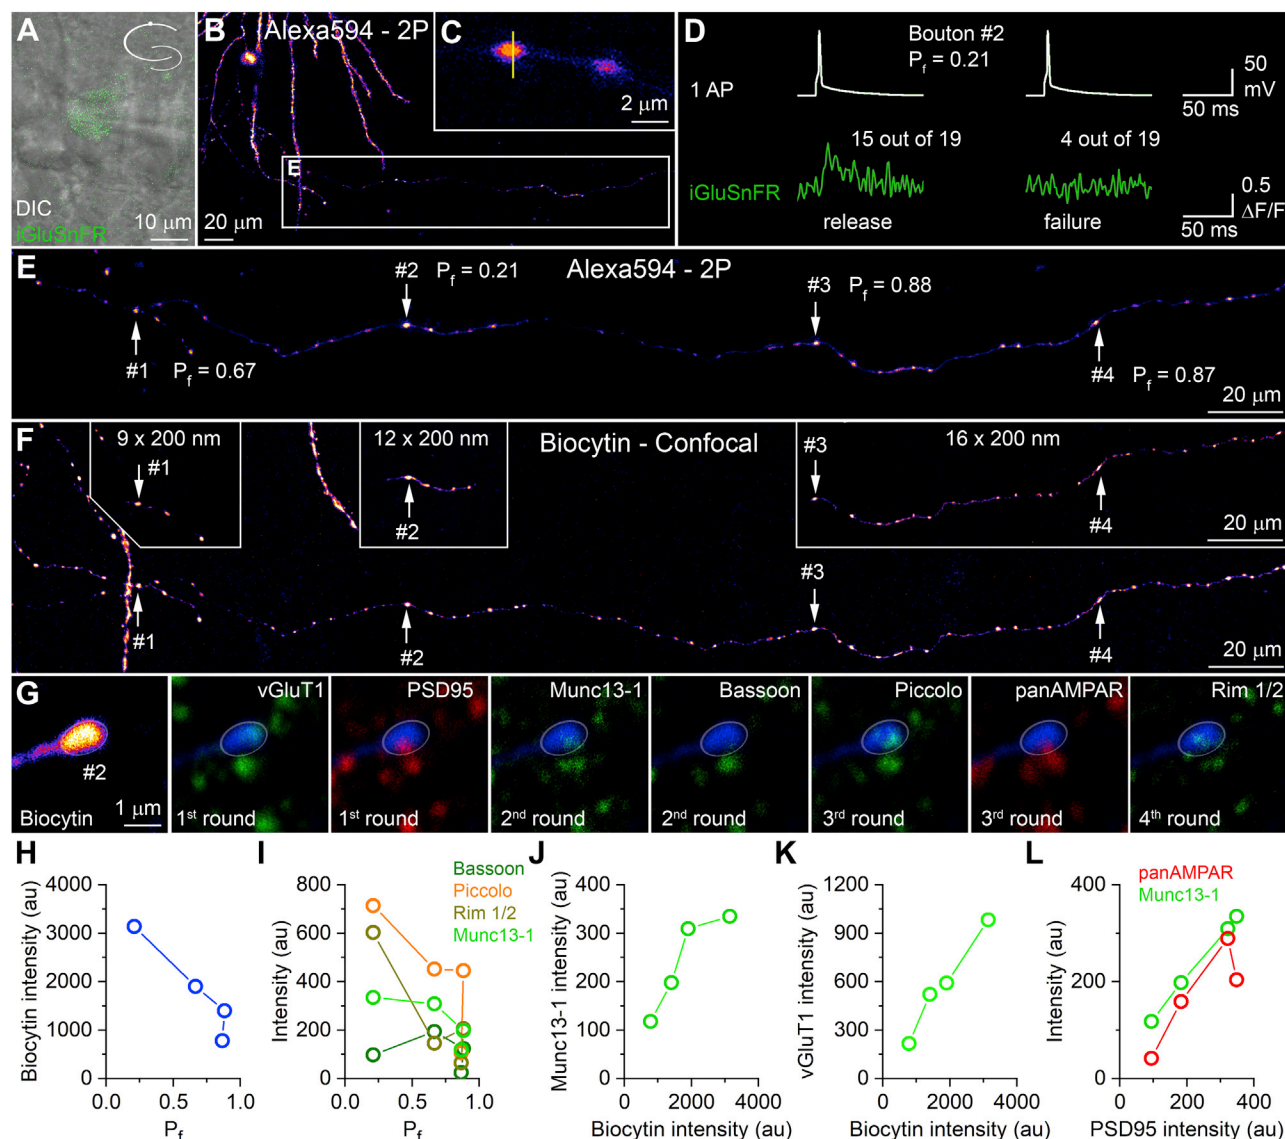 A
DIC
iGluSnFR
10 μm
B
Alexa594 - 2P
E
20 μm
C
2 μm
D
Bouton #2
Pf = 0.21
1 AP
50 mV
50 ms
15 out of 19
4 out of 19
iGluSnFR
release
failure
0.5 ΔF/F
50 ms
E
Alexa594 - 2P
#1
Pf = 0.67
#2
Pf = 0.21
#3
Pf = 0.88
#4
Pf = 0.87
20 μm
F
Biocytin - Confocal
9 x 200 nm
#1
12 x 200 nm
#2
16 x 200 nm
#3
#4
20 μm
#1
#2
#3
#4
20 μm
G
#2
Biocytin
1 μm
vGluT1
1st round
PSD95
1st round
Munc13-1
2nd round
Bassoon
2nd round
Piccolo
3rd round
panAMPAR
3rd round
Rim 1/2
4th round
H
Biocytin intensity (au)
4000
3000
2000
1000
0
0.0 0.5 1.0
Pf
I
Bassoon
Piccolo
Rim 1/2
Munc13-1
Intensity (au)
800
600
400
200
0
0.0 0.5 1.0
Pf
J
Munc13-1 intensity (au)
400
300
200
100
0
0 2000 4000
Biocytin intensity (au)
K
vGluT1 intensity (au)
1200
900
600
300
0
0 2000 4000
Biocytin intensity (au)
L
panAMPAR
Munc13-1
Intensity (au)
400
200
0
0 200 400
PSD95 intensity (au)